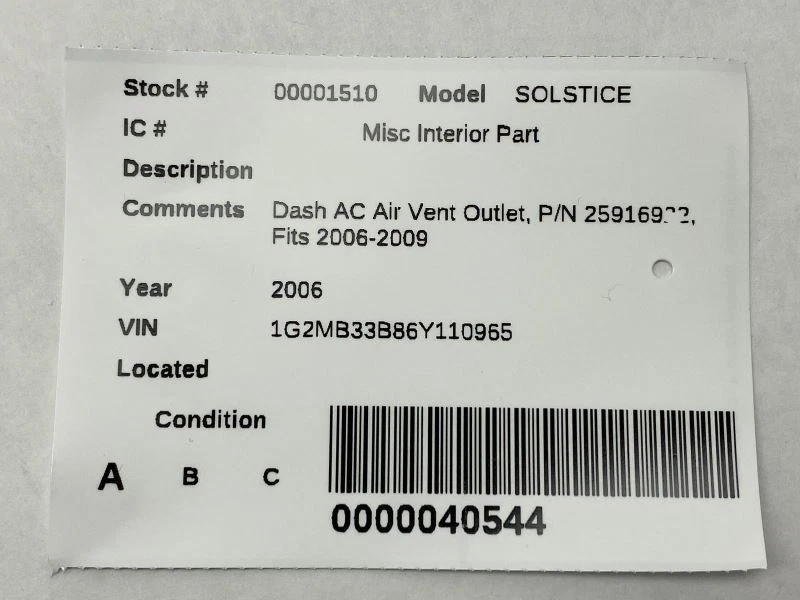 Stock # 00001510 Model SOLSTICE
IC # Misc Interior Part
Description
Comments Dash AC Air Vent Outlet, P/N
Fits 2006-2009
Year 2006
VIN 1G2MB33B86Y110965
Located
Condition
A B C
0000040544